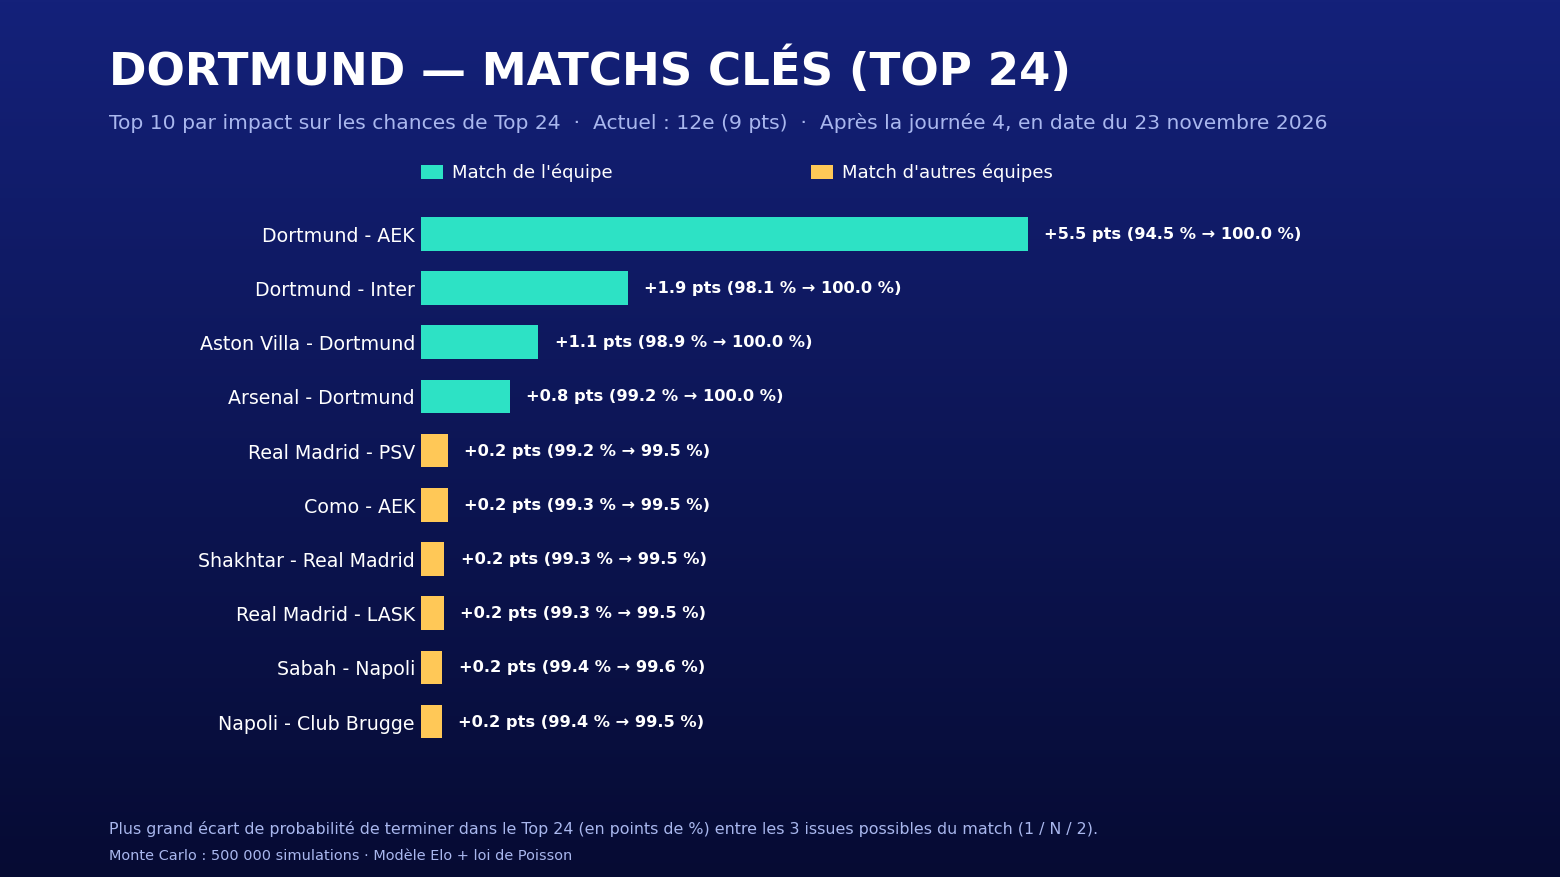 DORTMUND — MATCHS CLÉS (TOP 24)
Top 10 par impact sur les chances de Top 24 · Actuel : 12e (9 pts) · Après la journée 4, en date du 23 novembre 2026
Match de l'équipe
Match d'autres équipes
Dortmund - AEK +5.5 pts (94.5 % → 100.0 %)
Dortmund - Inter +1.9 pts (98.1 % → 100.0 %)
Aston Villa - Dortmund +1.1 pts (98.9 % → 100.0 %)
Arsenal - Dortmund +0.8 pts (99.2 % → 100.0 %)
Real Madrid - PSV +0.2 pts (99.2 % → 99.5 %)
Como - AEK +0.2 pts (99.3 % → 99.5 %)
Shakhtar - Real Madrid +0.2 pts (99.3 % → 99.5 %)
Real Madrid - LASK +0.2 pts (99.3 % → 99.5 %)
Sabah - Napoli +0.2 pts (99.4 % → 99.6 %)
Napoli - Club Brugge +0.2 pts (99.4 % → 99.5 %)
Plus grand écart de probabilité de terminer dans le Top 24 (en points de %) entre les 3 issues possibles du match (1 / N / 2).
Monte Carlo : 500 000 simulations · Modèle Elo + loi de Poisson